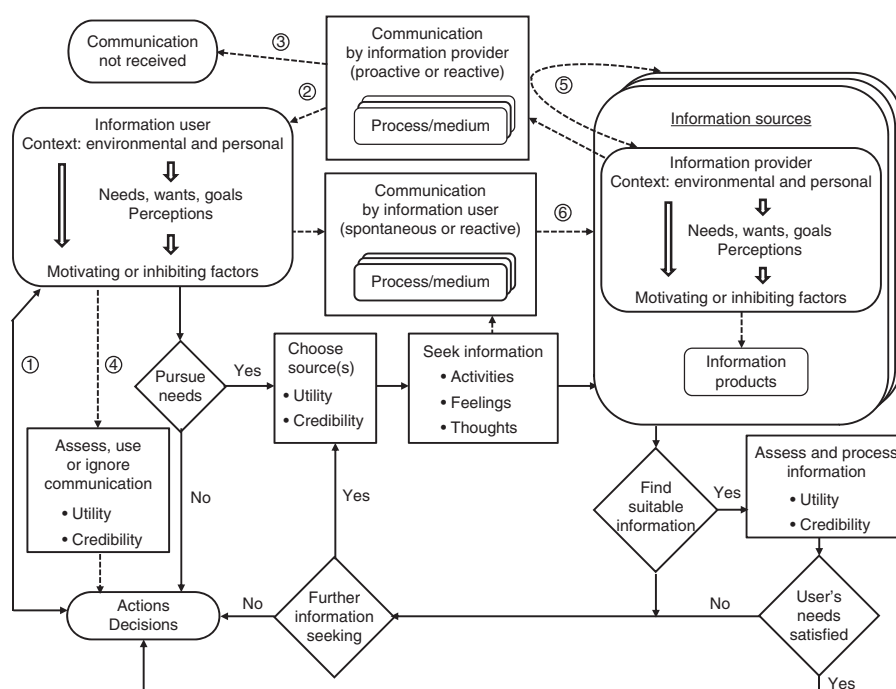 Communication
not received
③
Communication
by information provider
(proactive or reactive)
Process/medium
②
⑤
Information user
Context: environmental and personal
Needs, wants, goals
Perceptions
Motivating or inhibiting factors
Communication
by information user
(spontaneous or reactive)
Process/medium
⑥
Information sources
Information provider
Context: environmental and personal
Needs, wants, goals
Perceptions
Motivating or inhibiting factors
Information
products
①
④
Pursue
needs
Yes
No
Choose
source(s)
• Utility
• Credibility
Seek information
• Activities
• Feelings
• Thoughts
Assess, use
or ignore
communication
• Utility
• Credibility
Yes
Find
suitable
information
Yes
Assess and process
information
• Utility
• Credibility
Actions
Decisions
No
Further
information
seeking
No
User's
needs
satisfied
Yes